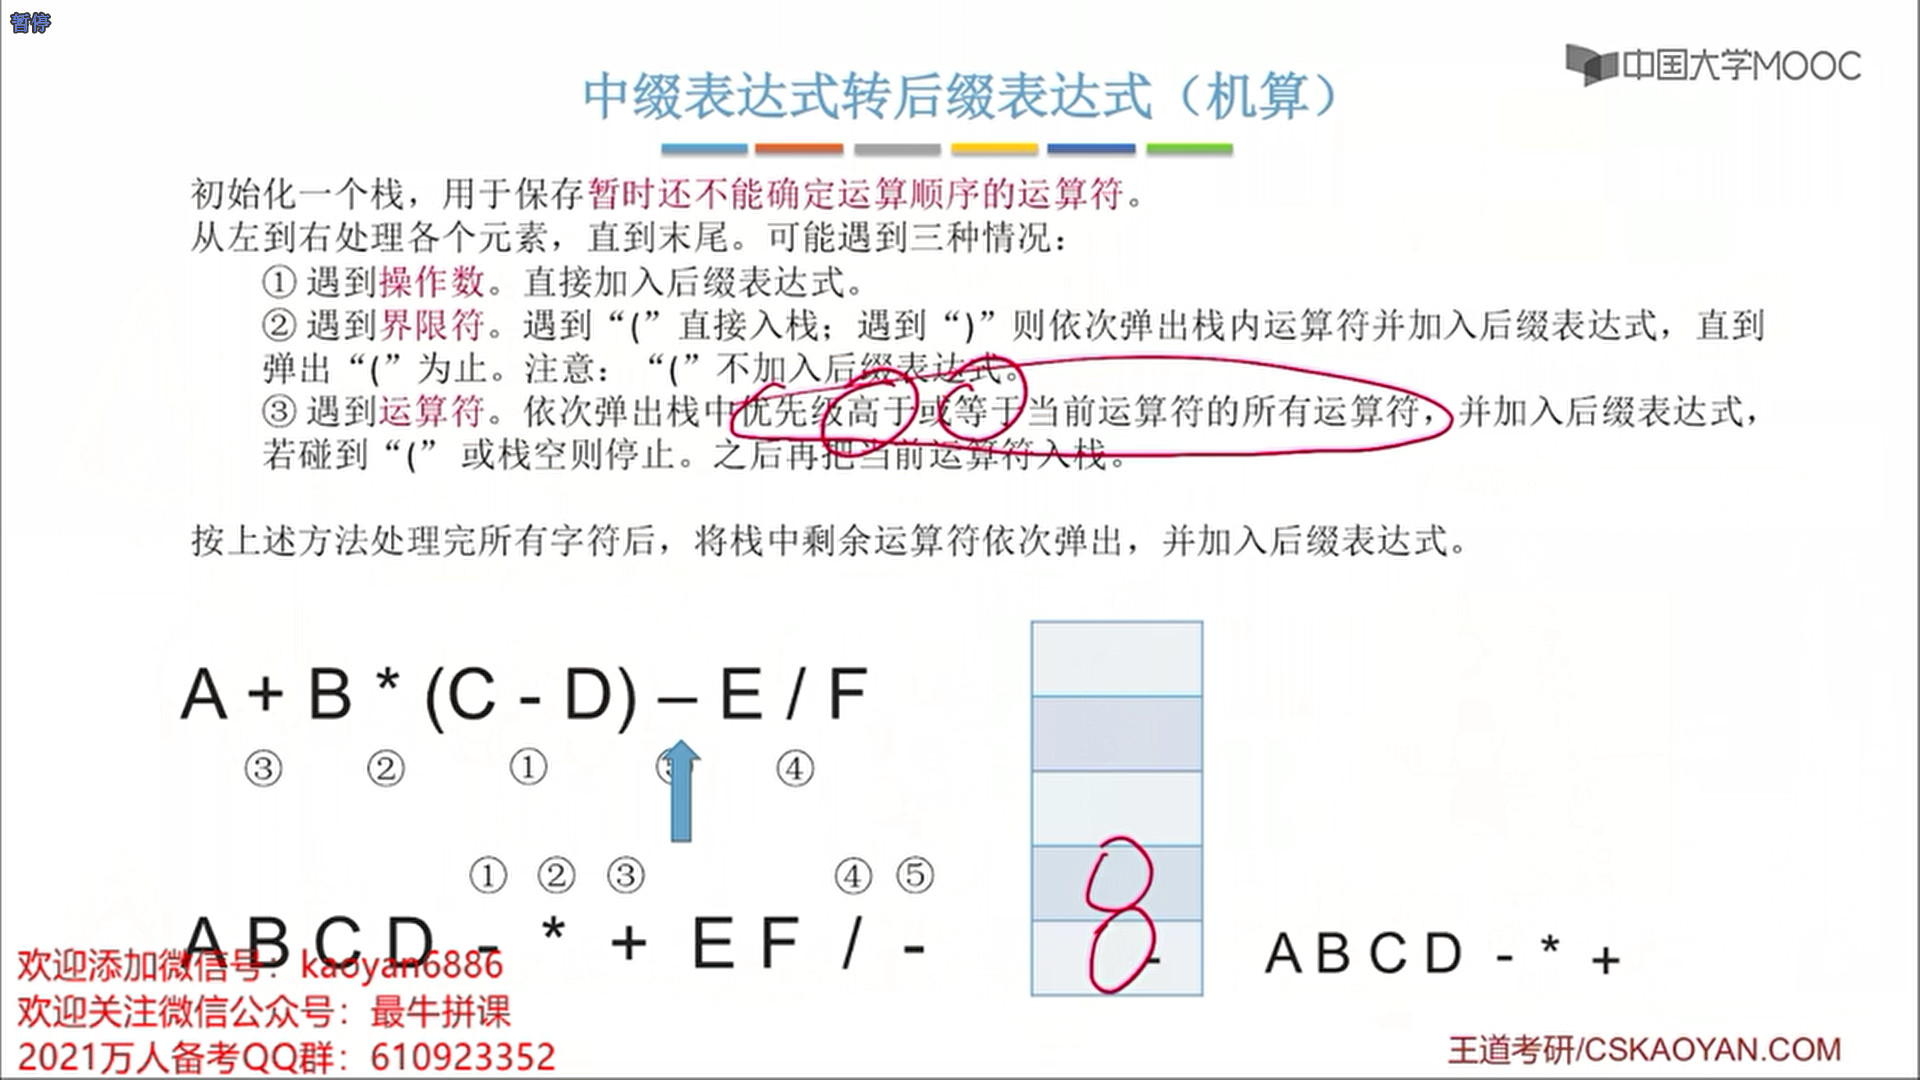 暂停
中国大学MOOC
中缀表达式转后缀表达式（机算）
初始化一个栈，用于保存暂时还不能确定运算顺序的运算符。
从左到右处理各个元素，直到末尾。可能遇到三种情况：
① 遇到操作数。直接加入后缀表达式。
② 遇到界限符。遇到“(”直接入栈；遇到“)”则依次弹出栈内运算符并加入后缀表达式，直到
弹出“(”为止。注意：“(”不加入后缀表达式。
③ 遇到运算符。依次弹出栈中优先级高于或等于当前运算符的所有运算符，并加入后缀表达式，
若碰到“(” 或栈空则停止。之后再把当前运算符入栈。
按上述方法处理完所有字符后，将栈中剩余运算符依次弹出，并加入后缀表达式。
A + B * (C - D) – E / F
③ ② ① ⑤ ④
① ② ③ ④ ⑤
A B C D - * + E F / -
-
A B C D - * +
欢迎添加微信号：kaoyan6886
欢迎关注微信公众号：最牛拼课
2021万人备考QQ群：610923352
王道考研/CSKAOYAN.COM